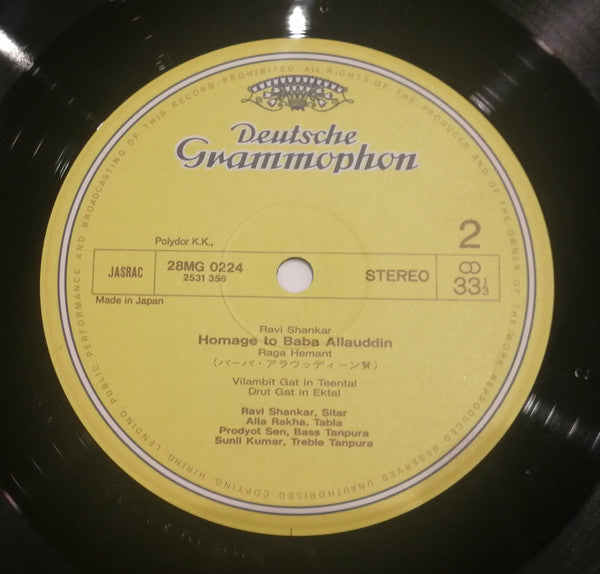 Deutsche
Grammophon
2
Polydor K.K.,
JASRAC
28MG 0224
2531 356
STEREO
33⅓
Made in Japan
Ravi Shankar
Homage to Baba Allauddin
Raga Hemant
(ババ・アラウッディーン賛)
Vilambit Gat in Teental
Drut Gat in Ektal
Ravi Shankar, Sitar
Alla Rakha, Tabla
Prodyot Sen, Bass Tanpura
Sunil Kumar, Treble Tanpura
ALL RIGHTS OF THE PRODUCER AND OF THE OWNER OF THE WORK REPRODUCED RESERVED UNAUTHORISED COPYING, HIRING, LENDING, PUBLIC PERFORMANCE AND BROADCASTING OF THIS RECORD PROHIBITED.